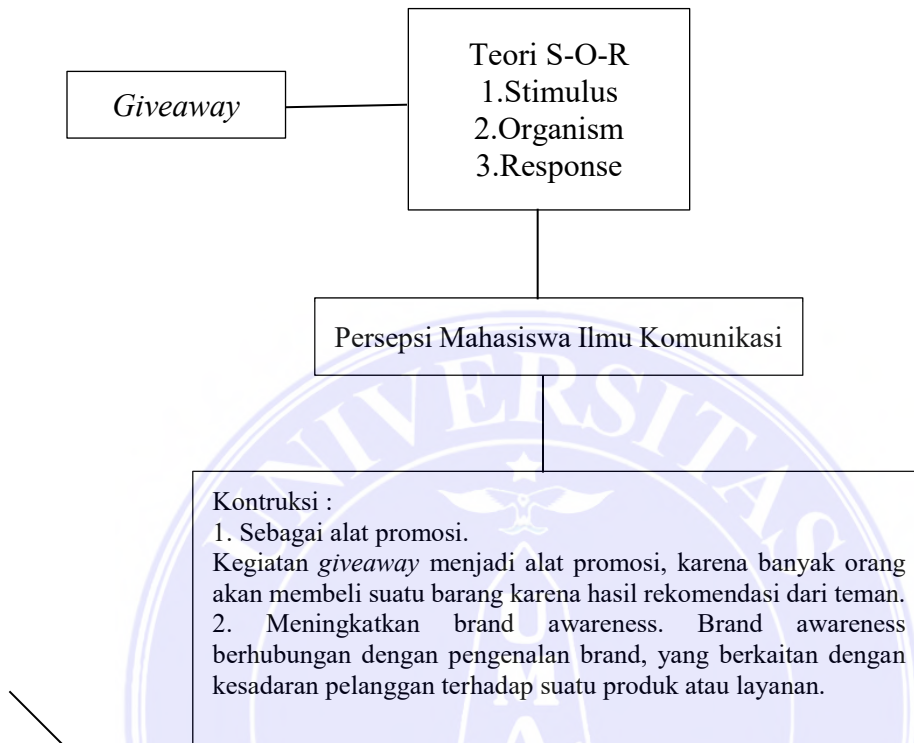 Teori S-O-R
1.Stimulus
2.Organism
3.Response
Giveaway
Persepsi Mahasiswa Ilmu Komunikasi
UNIVERSITAS
Kontruksi :
1. Sebagai alat promosi.
Kegiatan giveaway menjadi alat promosi, karena banyak orang
akan membeli suatu barang karena hasil rekomendasi dari teman.
2. Meningkatkan brand awareness. Brand awareness
berhubungan dengan pengenalan brand, yang berkaitan dengan
kesadaran pelanggan terhadap suatu produk atau layanan.
U
M
A